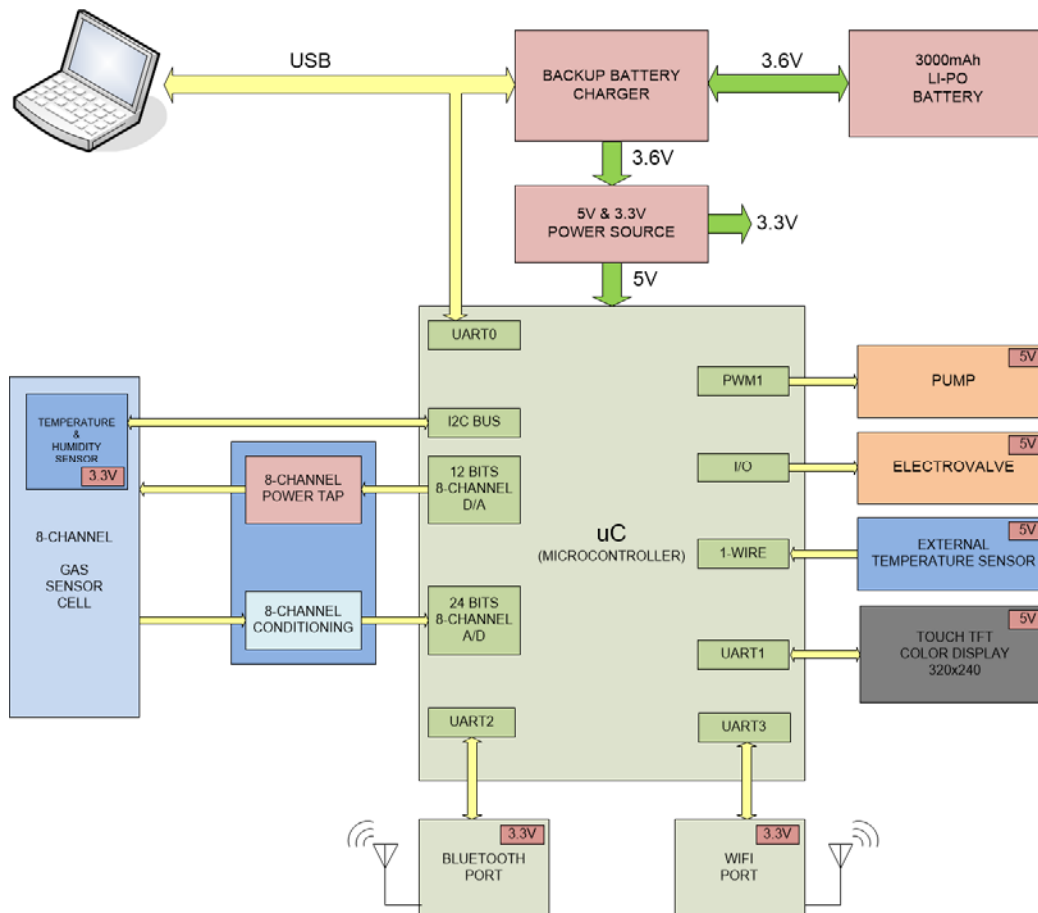 USB
BACKUP BATTERY
CHARGER
3.6V
3000mAh
LI-PO
BATTERY
3.6V
5V & 3.3V
POWER SOURCE
3.3V
5V
UART0
I2C BUS
12 BITS
8-CHANNEL
D/A
24 BITS
8-CHANNEL
A/D
UART2
uC
(MICROCONTROLLER)
PWM1
I/O
1-WIRE
UART1
UART3
TEMPERATURE
&
HUMIDITY
SENSOR
3.3V
8-CHANNEL
GAS
SENSOR
CELL
8-CHANNEL
POWER TAP
8-CHANNEL
CONDITIONING
5V
PUMP
5V
ELECTROVALVE
5V
EXTERNAL
TEMPERATURE SENSOR
5V
TOUCH TFT
COLOR DISPLAY
320x240
3.3V
BLUETOOTH
PORT
3.3V
WIFI
PORT